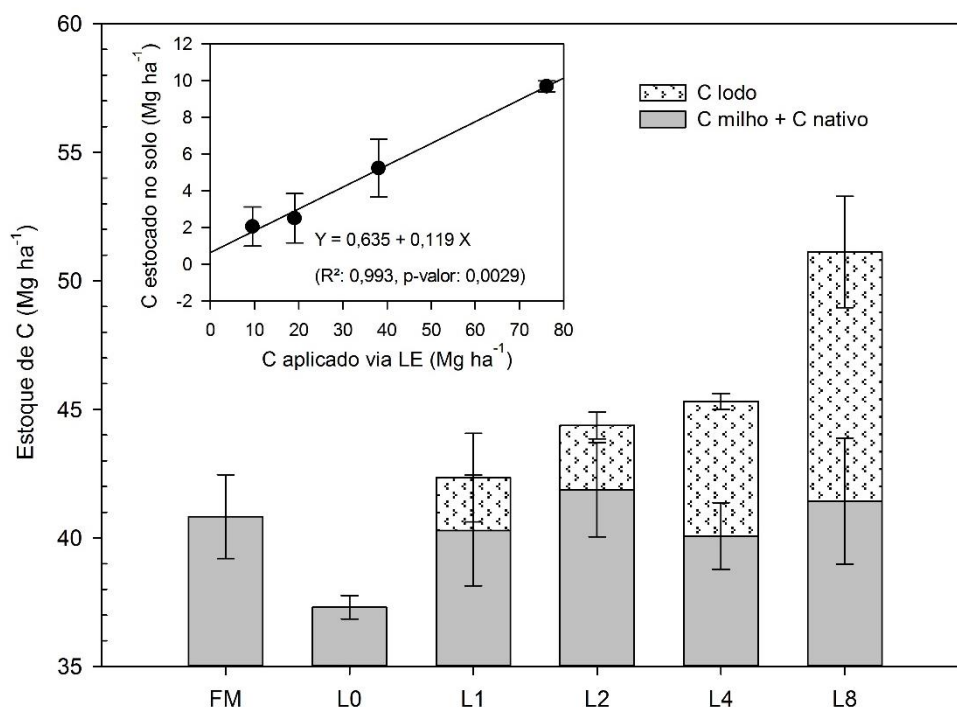 60
55
50
45
40
35
Estoque de C (Mg ha⁻¹)
FM L0 L1 L2 L4 L8
C lodo
C milho + C nativo
12
10
8
6
4
2
0
-2
C estocado no solo (Mg ha⁻¹)
Y = 0,635 + 0,119 X
(R²: 0,993, p-valor: 0,0029)
0 10 20 30 40 50 60 70 80
C aplicado via LE (Mg ha⁻¹)